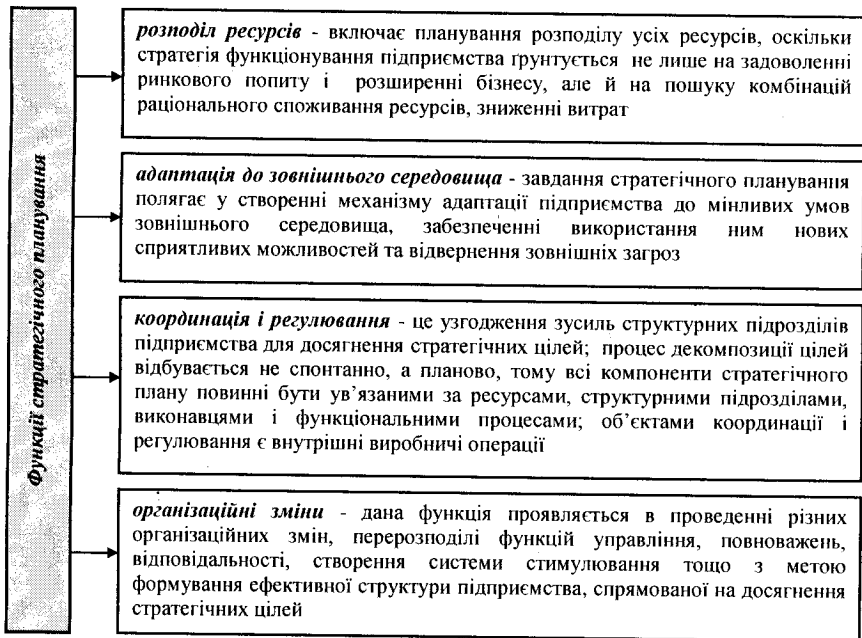 Функції стратегічного планування
розподіл ресурсів - включає планування розподілу усіх ресурсів, оскільки
стратегія функціонування підприємства ґрунтується не лише на задоволенні
ринкового попиту і розширенні бізнесу, але й на пошуку комбінацій
раціонального споживання ресурсів, зниженні витрат
адаптація до зовнішнього середовища - завдання стратегічного планування
полягає у створенні механізму адаптації підприємства до мінливих умов
зовнішнього середовища, забезпеченні використання ним нових
сприятливих можливостей та відвернення зовнішніх загроз
координація і регулювання - це узгодження зусиль структурних підрозділів
підприємства для досягнення стратегічних цілей; процес декомпозиції цілей
відбувається не спонтанно, а планово, тому всі компоненти стратегічного
плану повинні бути ув'язаними за ресурсами, структурними підрозділами,
виконавцями і функціональними процесами; об'єктами координації і
регулювання є внутрішні виробничі операції
організаційні зміни - дана функція проявляється в проведенні різних
організаційних змін, перерозподілі функцій управління, повноважень,
відповідальності, створення системи стимулювання тощо з метою
формування ефективної структури підприємства, спрямованої на досягнення
стратегічних цілей